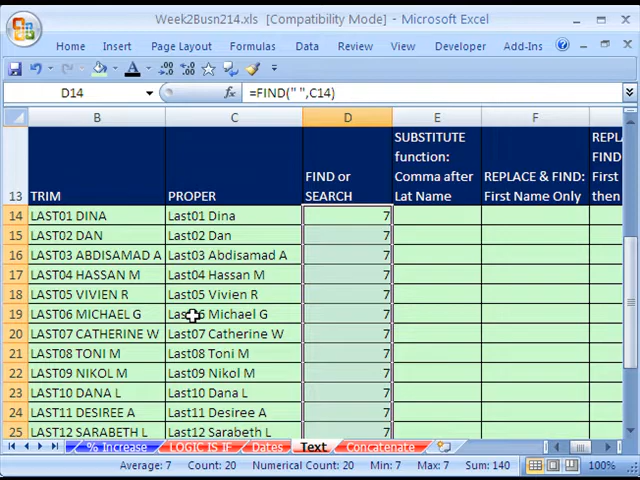 Week2Busn214.xls [Compatibility Mode] - Microsoft Excel
Home Insert Page Layout Formulas Data Review View Developer Add-Ins
D14 fx =FIND(" ",C14)
B C D E F
13 TRIM PROPER FIND or SEARCH SUBSTITUTE function: Comma after Lat Name REPLACE & FIND: First Name Only REPL FIND First then
14 LAST01 DINA Last01 Dina 7
15 LAST02 DAN Last02 Dan 7
16 LAST03 ABDISAMAD A Last03 Abdisamad A 7
17 LAST04 HASSAN M Last04 Hassan M 7
18 LAST05 VIVIEN R Last05 Vivien R 7
19 LAST06 MICHAEL G Michael G 7
20 LAST07 CATHERINE W Last07 Catherine W 7
21 LAST08 TONI M Last08 Toni M 7
22 LAST09 NIKOL M Last09 Nikol M 7
23 LAST10 DANA L Last10 Dana L 7
24 LAST11 DESIREE A Last11 Desiree A 7
25 LAST12 SARABETH L Last12 Sarabeth L 7
% Increase LOGIC IS IF Dates Text Concatenate
Average: 7 Count: 20 Numerical Count: 20 Min: 7 Max: 7 Sum: 140 100%